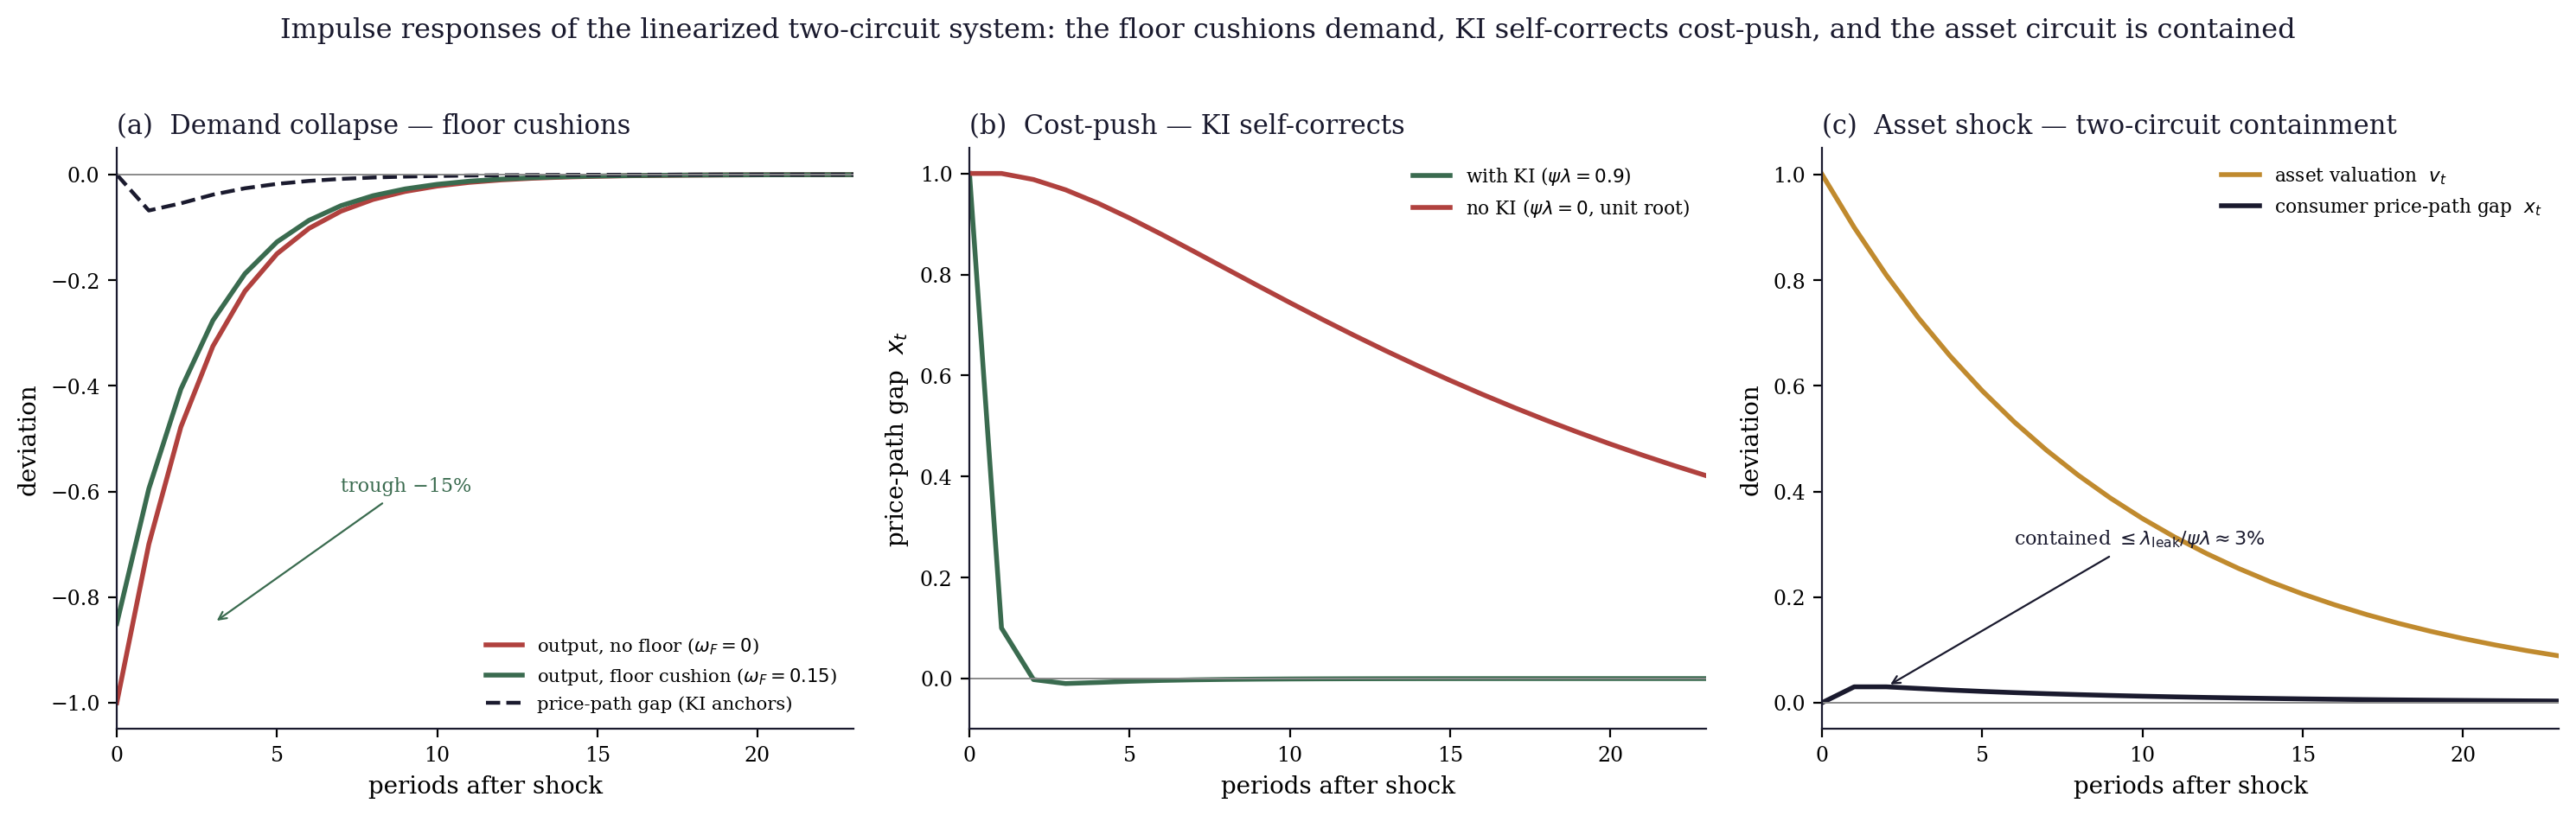 Impulse responses of the linearized two-circuit system: the floor cushions demand, KI self-corrects cost-push, and the asset circuit is contained
(a)  Demand collapse — floor cushions
0.0
−0.2
−0.4
−0.6
−0.8
−1.0
deviation
trough −15%
output, no floor (ω_F = 0)
output, floor cushion (ω_F = 0.15)
price-path gap (KI anchors)
0 5 10 15 20
periods after shock
(b)  Cost-push — KI self-corrects
1.0
0.8
0.6
0.4
0.2
0.0
price-path gap  x_t
with KI (ψλ = 0.9)
no KI (ψλ = 0, unit root)
0 5 10 15 20
periods after shock
(c)  Asset shock — two-circuit containment
1.0
0.8
0.6
0.4
0.2
0.0
deviation
asset valuation  v_t
consumer price-path gap  x_t
contained ≤ λ_leak/ψλ ≈ 3%
0 5 10 15 20
periods after shock